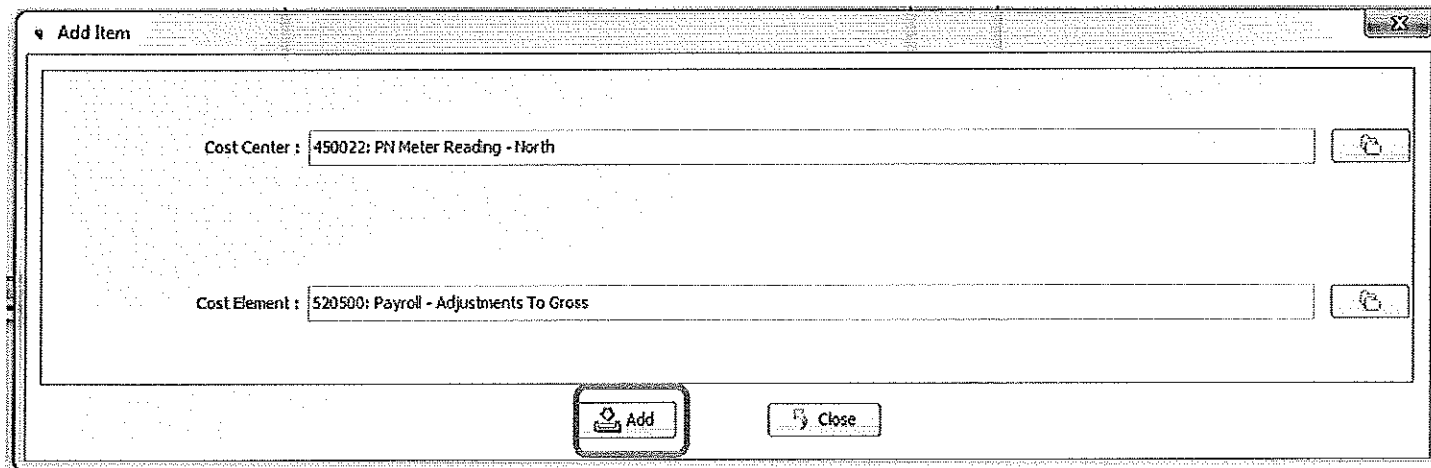 Add Item
Cost Center : 450022: PN Meter Reading - North
Cost Element : 520500: Payroll - Adjustments To Gross
Add Close